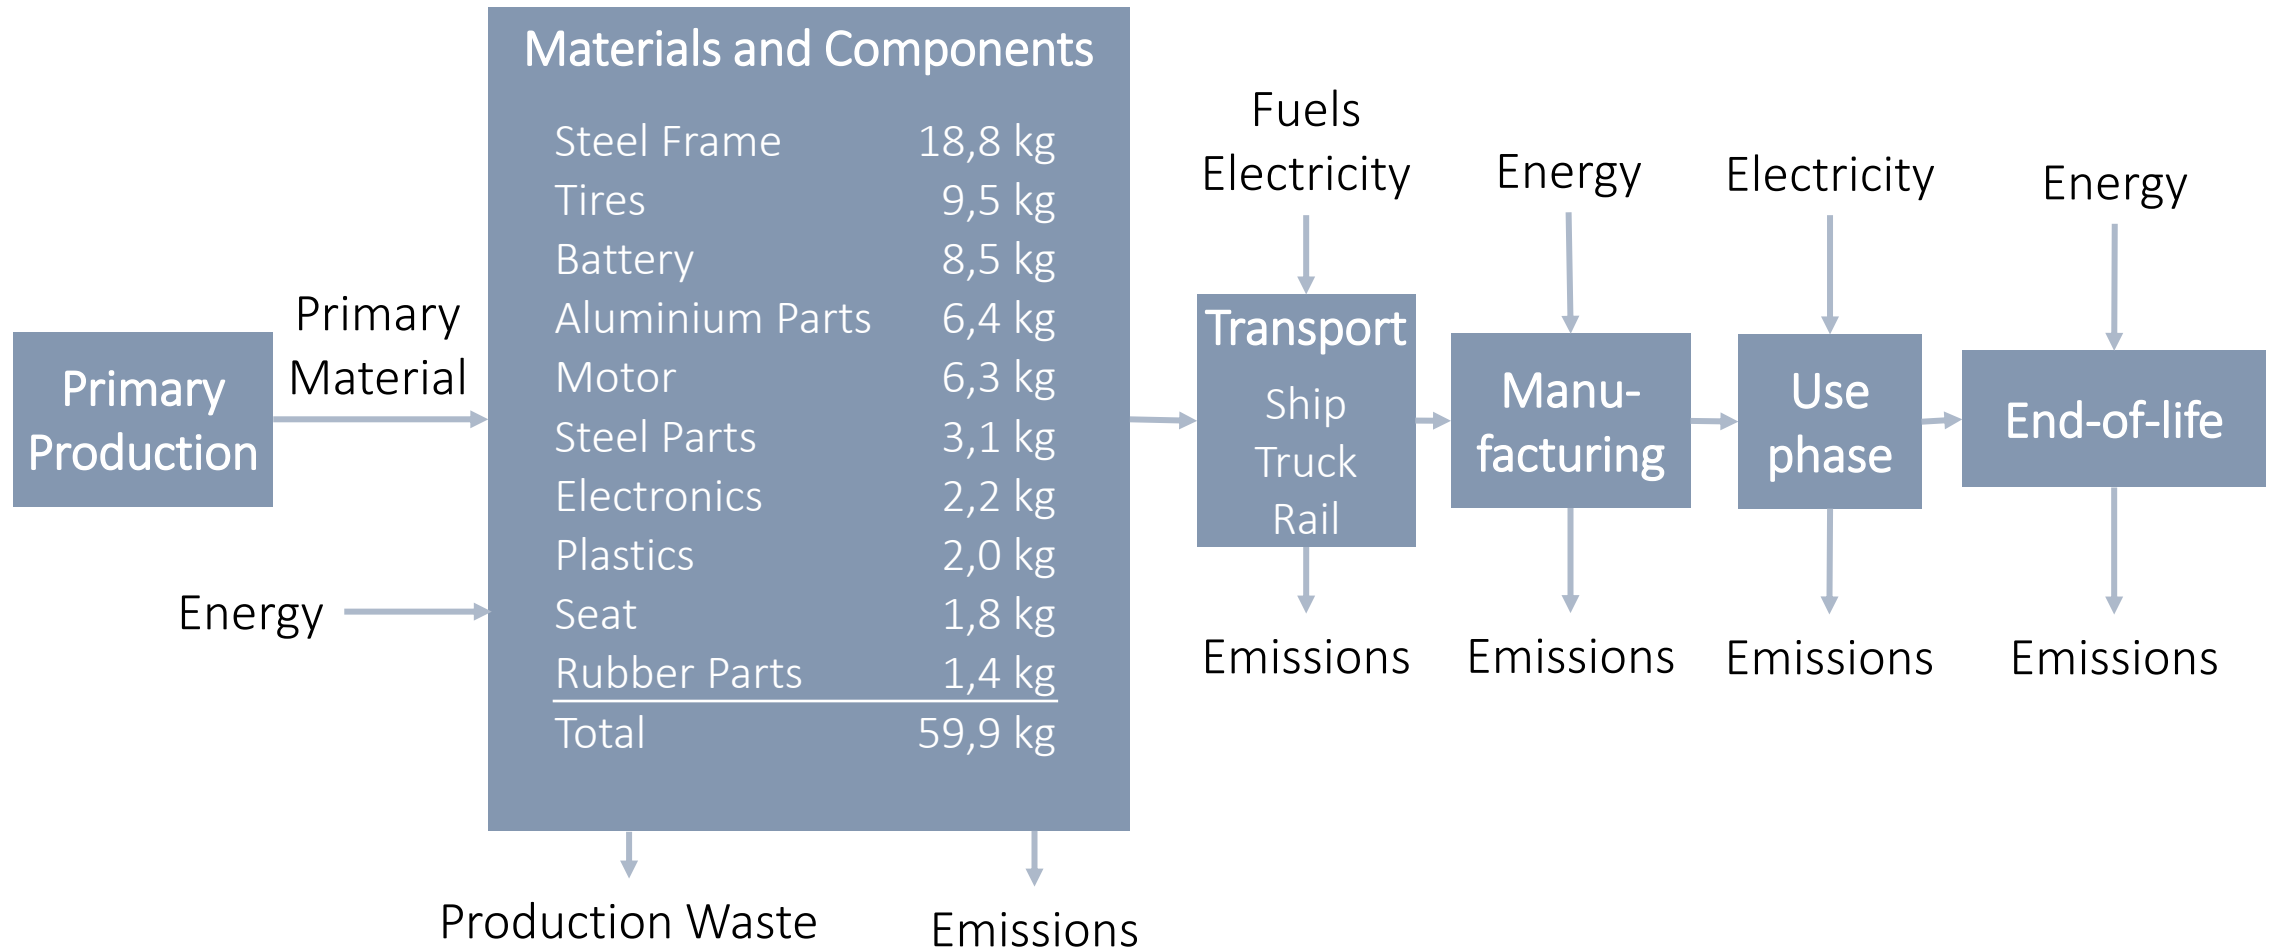 Primary
Production
Primary
Material
Energy
Materials and Components
Steel Frame 18,8 kg
Tires 9,5 kg
Battery 8,5 kg
Aluminium Parts 6,4 kg
Motor 6,3 kg
Steel Parts 3,1 kg
Electronics 2,2 kg
Plastics 2,0 kg
Seat 1,8 kg
Rubber Parts 1,4 kg
Total 59,9 kg
Production Waste
Emissions
Fuels
Electricity
Transport
Ship
Truck
Rail
Emissions
Energy
Manu-
facturing
Emissions
Electricity
Use
phase
Emissions
Energy
End-of-life
Emissions